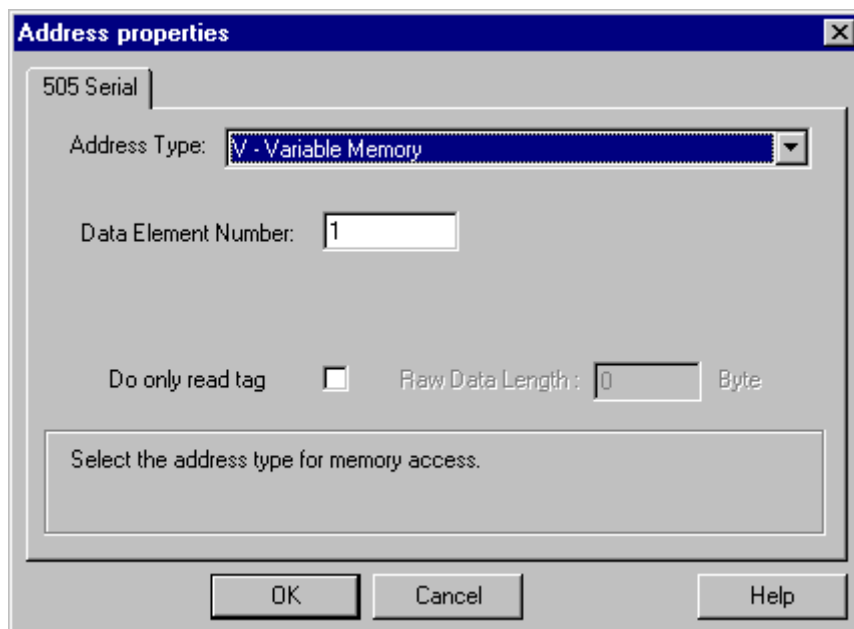 Address properties
505 Serial
Address Type: V - Variable Memory
Data Element Number: 1
Do only read tag Raw Data Length : 0 Byte
Select the address type for memory access.
OK Cancel Help